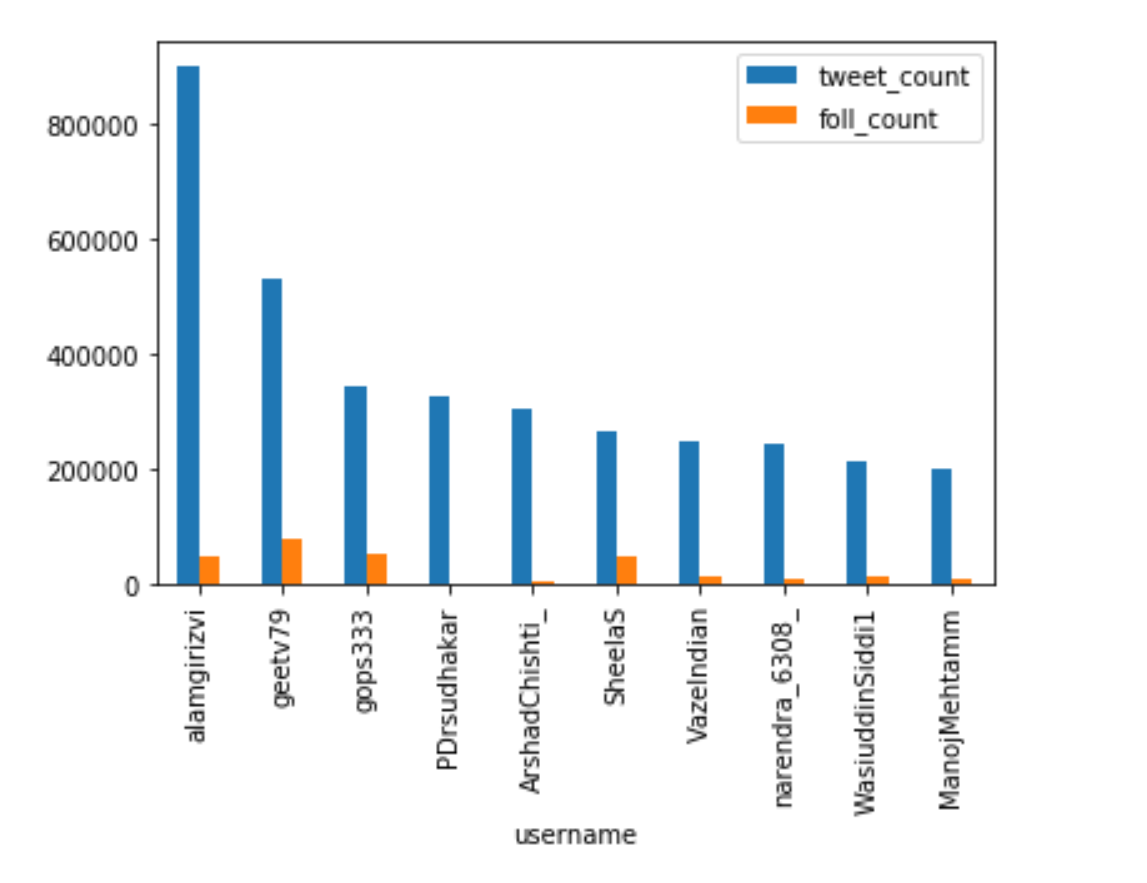 tweet_count
foll_count
800000
600000
400000
200000
0
alamgirizvi
geetv79
gops333
PDrsudhakar
ArshadChishti_
SheelaS
VazeIndian
narendra_6308_
WasiuddinSiddi1
ManojMehtamm
username